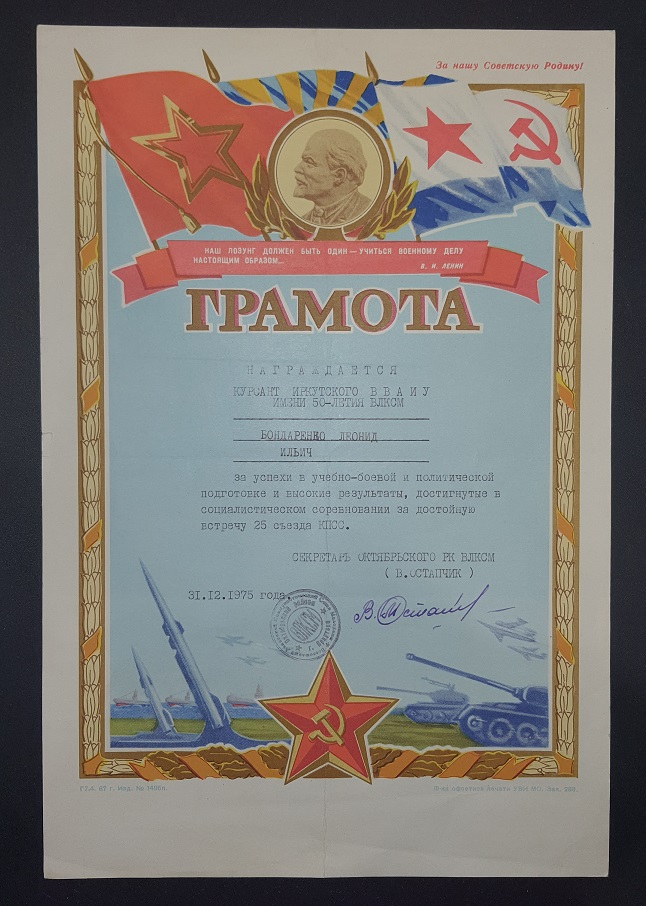 За нашу Советскую Родину!
НАШ ЛОЗУНГ ДОЛЖЕН БЫТЬ ОДИН — УЧИТЬСЯ ВОЕННОМУ ДЕЛУ
НАСТОЯЩИМ ОБРАЗОМ...
В. И. ЛЕНИН
ГРАМОТА
НАГРАЖДАЕТСЯ
КУРСАНТ ИРКУТСКОГО ВВАИУ
ИМЕНИ 50-ЛЕТИЯ ВЛКСМ
БОНДАРЕНКО ЛЕОНИД
ИЛЬИЧ
за успехи в учебно-боевой и политической
подготовке и высокие результаты, достигнутые в
социалистическом соревновании за достойную
встречу 25 съезда КПСС.
СЕКРЕТАРЬ ОКТЯБРЬСКОГО РК ВЛКСМ
( В.ОСТАПЧИК )
31.12.1975 года.